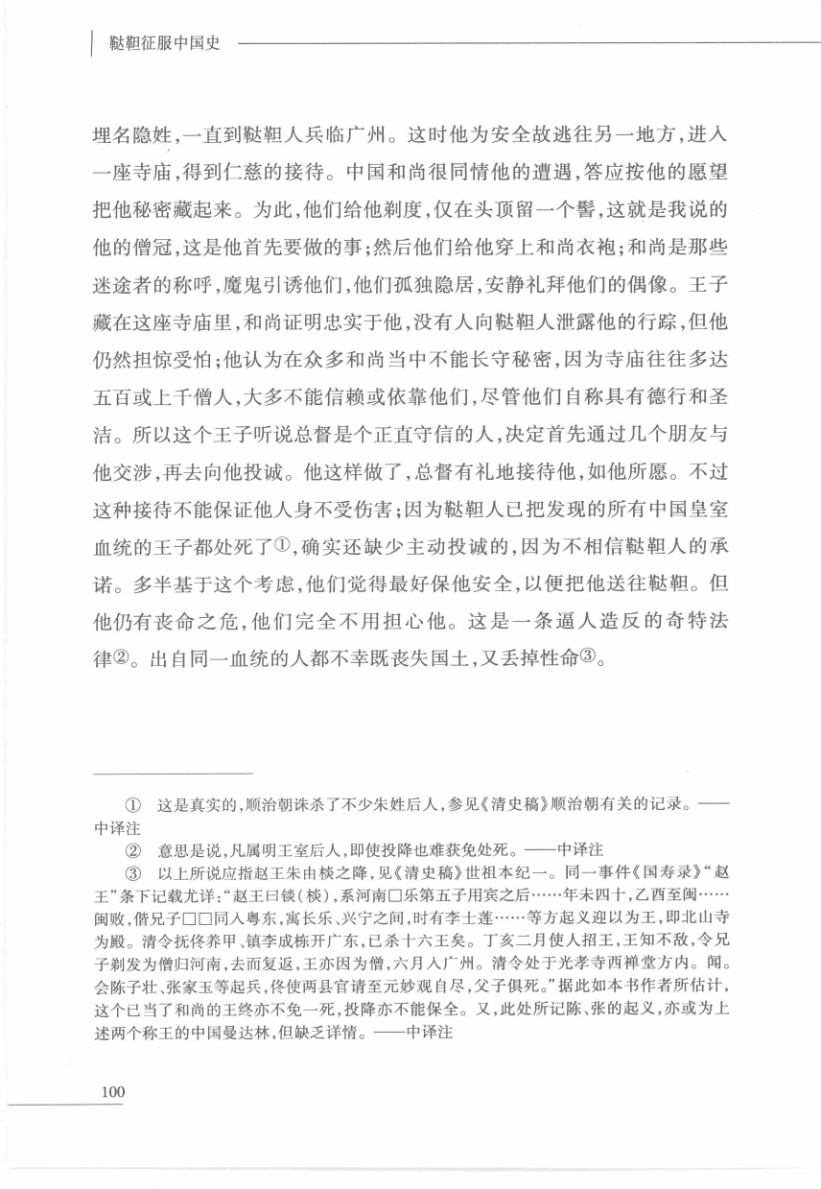 鞑靼征服中国史
埋名隐姓,一直到鞑靼人兵临广州。这时他为安全故逃往另一地方,进入
一座寺庙,得到仁慈的接待。中国和尚很同情他的遭遇,答应按他的愿望
把他秘密藏起来。为此,他们给他剃度,仅在头顶留一个髻,这就是我说的
他的僧冠,这是他首先要做的事;然后他们给他穿上和尚衣袍;和尚是那些
迷途者的称呼,魔鬼引诱他们,他们孤独隐居,安静礼拜他们的偶像。王子
藏在这座寺庙里,和尚证明忠实于他,没有人向鞑靼人泄露他的行踪,但他
仍然担惊受怕;他认为在众多和尚当中不能长守秘密,因为寺庙往往多达
五百或上千僧人,大多不能信赖或依靠他们,尽管他们自称具有德行和圣
洁。所以这个王子听说总督是个正直守信的人,决定首先通过几个朋友与
他交涉,再去向他投诚。他这样做了,总督有礼地接待他,如他所愿。不过
这种接待不能保证他人身不受伤害;因为鞑靼人已把发现的所有中国皇室
血统的王子都处死了①,确实还缺少主动投诚的,因为不相信鞑靼人的承
诺。多半基于这个考虑,他们觉得最好保他安全,以便把他送往鞑靼。但
他仍有丧命之危,他们完全不用担心他。这是一条逼人造反的奇特法
律②。出自同一血统的人都不幸既丧失国土,又丢掉性命③。
① 这是真实的,顺治朝诛杀了不少朱姓后人,参见《清史稿》顺治朝有关的记录。——
中译注
② 意思是说,凡属明王室后人,即使投降也难获免处死。——中译注
③ 以上所说应指赵王朱由棪之降,见《清史稿》世祖本纪一。同一事件《国寿录》“赵
王”条下记载尤详:“赵王曰锬(棪),系河南□乐第五子用宾之后……年未四十,乙酉至闽……
闽败,偕兄子□□同入粤东,寓长乐、兴宁之间,时有李士莲……等方起义迎以为王,即北山寺
为殿。清令抚佟养甲、镇李成栋开广东,已杀十六王矣。丁亥二月使人招王,王知不敌,令兄
子剃发为僧归河南,去而复返,王亦因为僧,六月入广州。清令处于光孝寺西禅堂方内。闻。
会陈子壮、张家玉等起兵,佟使两县官请至元妙观自尽,父子俱死。”据此如本书作者所估计,
这个已当了和尚的王终亦不免一死,投降亦不能保全。又,此处所记陈、张的起义,亦或为上
述两个称王的中国曼达林,但缺乏详情。——中译注
100